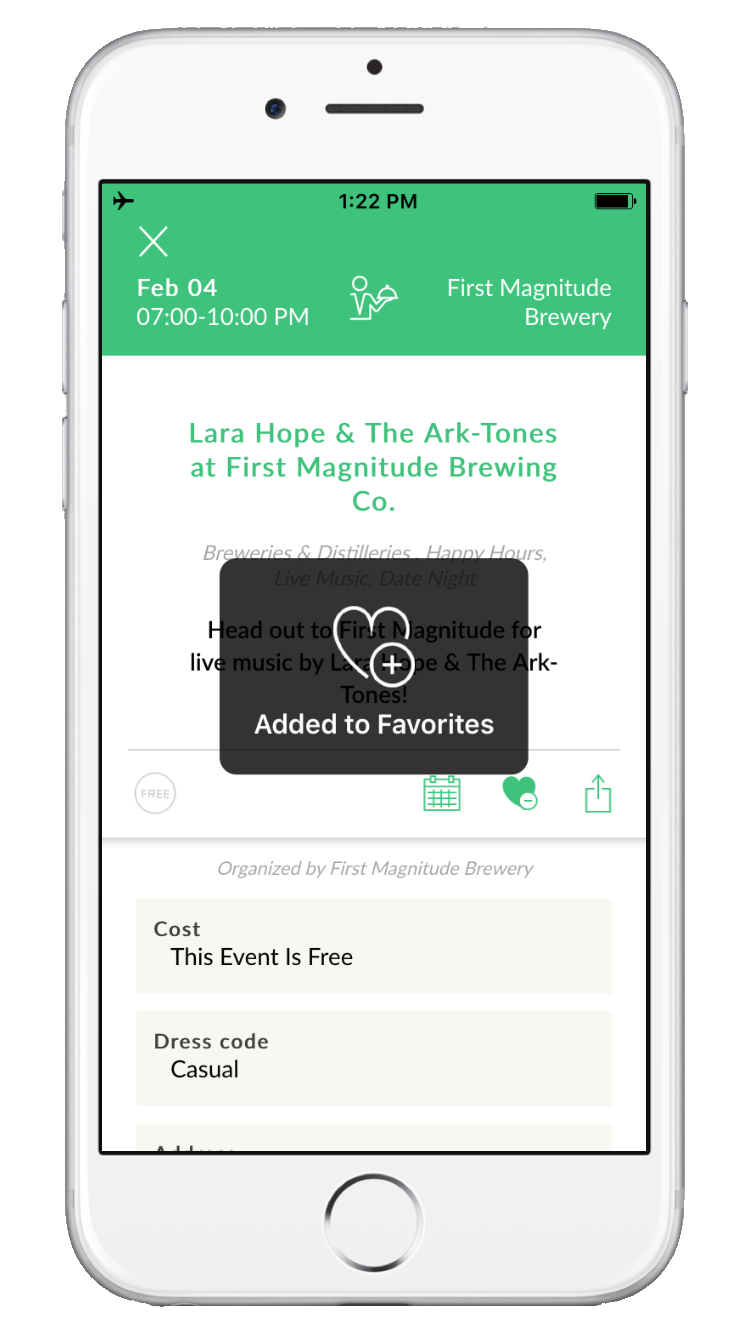 1:22 PM
Feb 04
07:00-10:00 PM
First Magnitude
Brewery
Lara Hope & The Ark-Tones
at First Magnitude Brewing
Co.
Breweries & Distilleries , Happy Hours,
Live Music, Date Night
Head out to First Magnitude for
live music by Lara Hope & The Ark-
Tones!
Added to Favorites
FREE
Organized by First Magnitude Brewery
Cost
This Event Is Free
Dress code
Casual
Address